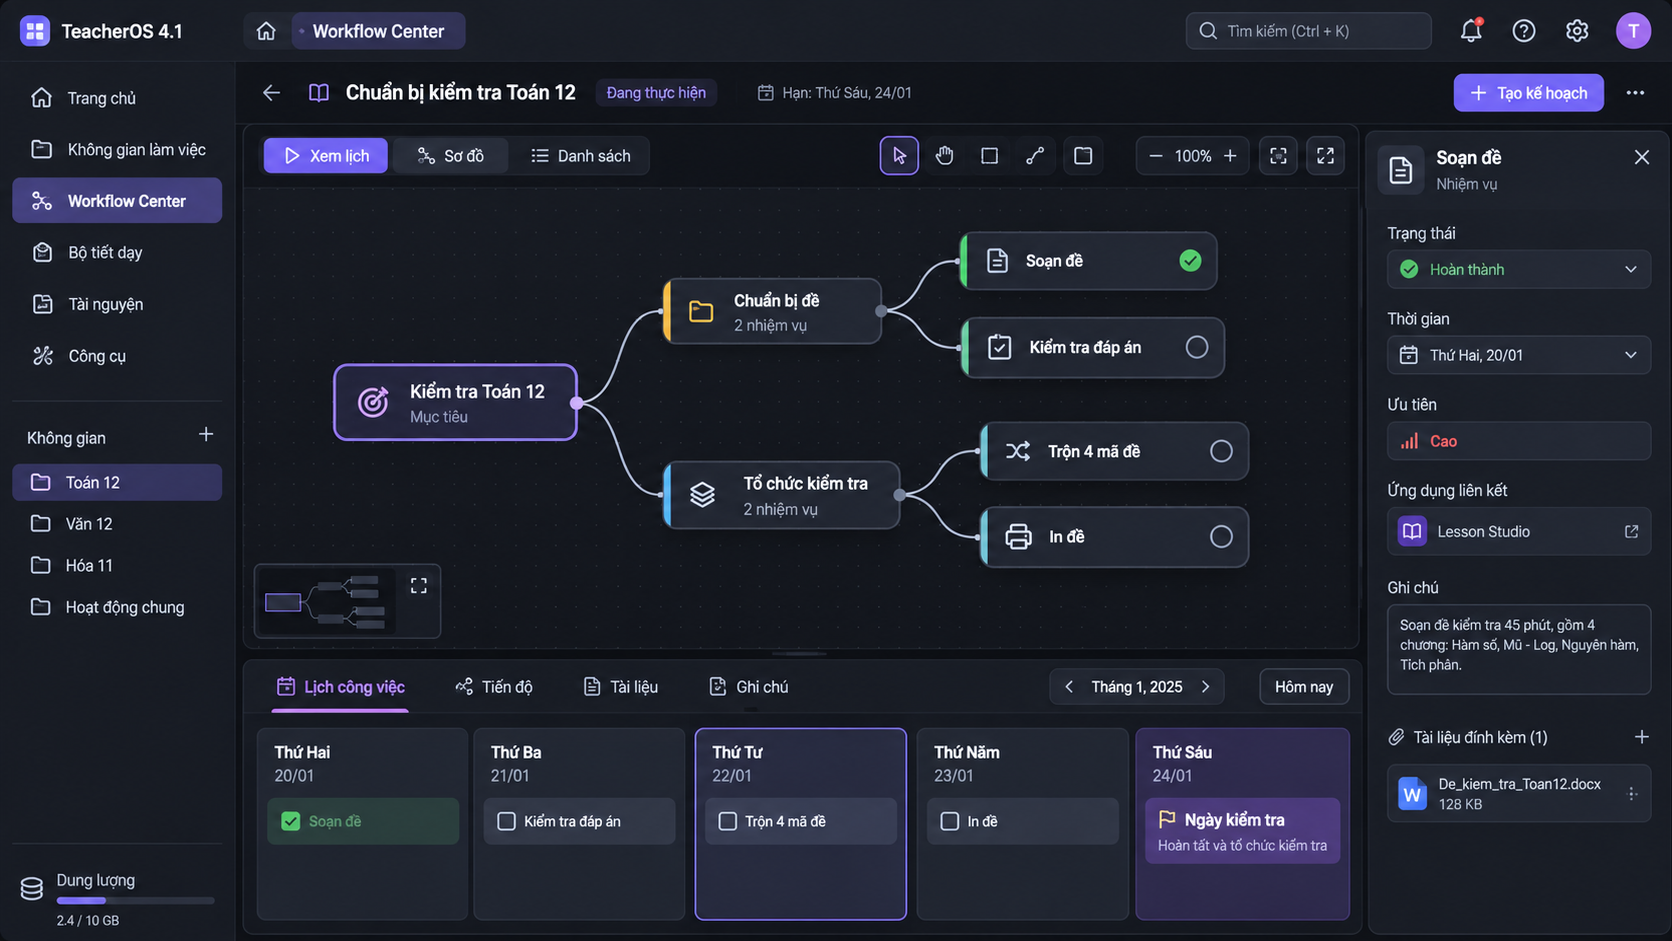 TeacherOS 4.1
Workflow Center
Tìm kiếm (Ctrl + K)
T
Trang chủ
Không gian làm việc
Workflow Center
Bộ tiết dạy
Tài nguyên
Công cụ
Không gian
Toán 12
Văn 12
Hóa 11
Hoạt động chung
Dung lượng
2.4 / 10 GB
Chuẩn bị kiểm tra Toán 12
Đang thực hiện
Hạn: Thứ Sáu, 24/01
Tạo kế hoạch
Xem lịch
Sơ đồ
Danh sách
100%
Kiểm tra Toán 12
Mục tiêu
Chuẩn bị đề
2 nhiệm vụ
Tổ chức kiểm tra
2 nhiệm vụ
Soạn đề
Kiểm tra đáp án
Trộn 4 mã đề
In đề
Lịch công việc
Tiến độ
Tài liệu
Ghi chú
Tháng 1, 2025
Hôm nay
Thứ Hai
20/01
Soạn đề
Thứ Ba
21/01
Kiểm tra đáp án
Thứ Tư
22/01
Trộn 4 mã đề
Thứ Năm
23/01
In đề
Thứ Sáu
24/01
Ngày kiểm tra
Hoàn tất và tổ chức kiểm tra
Soạn đề
Nhiệm vụ
Trạng thái
Hoàn thành
Thời gian
Thứ Hai, 20/01
Ưu tiên
Cao
Ứng dụng liên kết
Lesson Studio
Ghi chú
Soạn đề kiểm tra 45 phút, gồm 4
chương: Hàm số, Mũ - Log, Nguyên hàm,
Tích phân.
Tài liệu đính kèm (1)
W
De_kiem_tra_Toan12.docx
128 KB